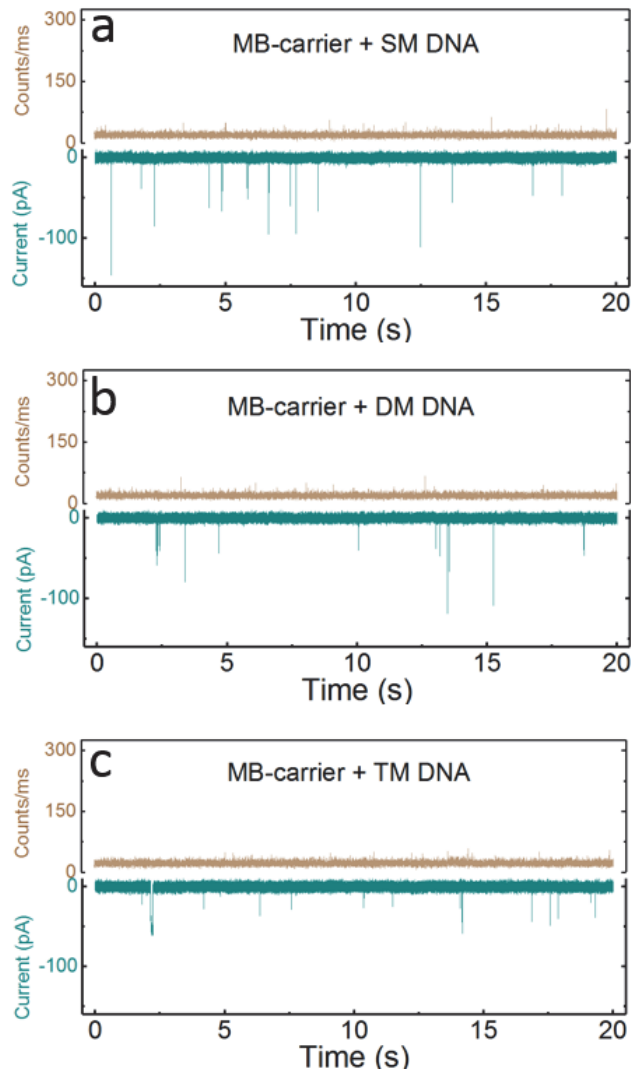 a
MB-carrier + SM DNA
Counts/ms
300
150
0
Current (pA)
0
-100
0 5 10 15 20
Time (s)
b
MB-carrier + DM DNA
Counts/ms
300
150
0
Current (pA)
0
-100
0 5 10 15 20
Time (s)
c
MB-carrier + TM DNA
Counts/ms
300
150
0
Current (pA)
0
-100
0 5 10 15 20
Time (s)